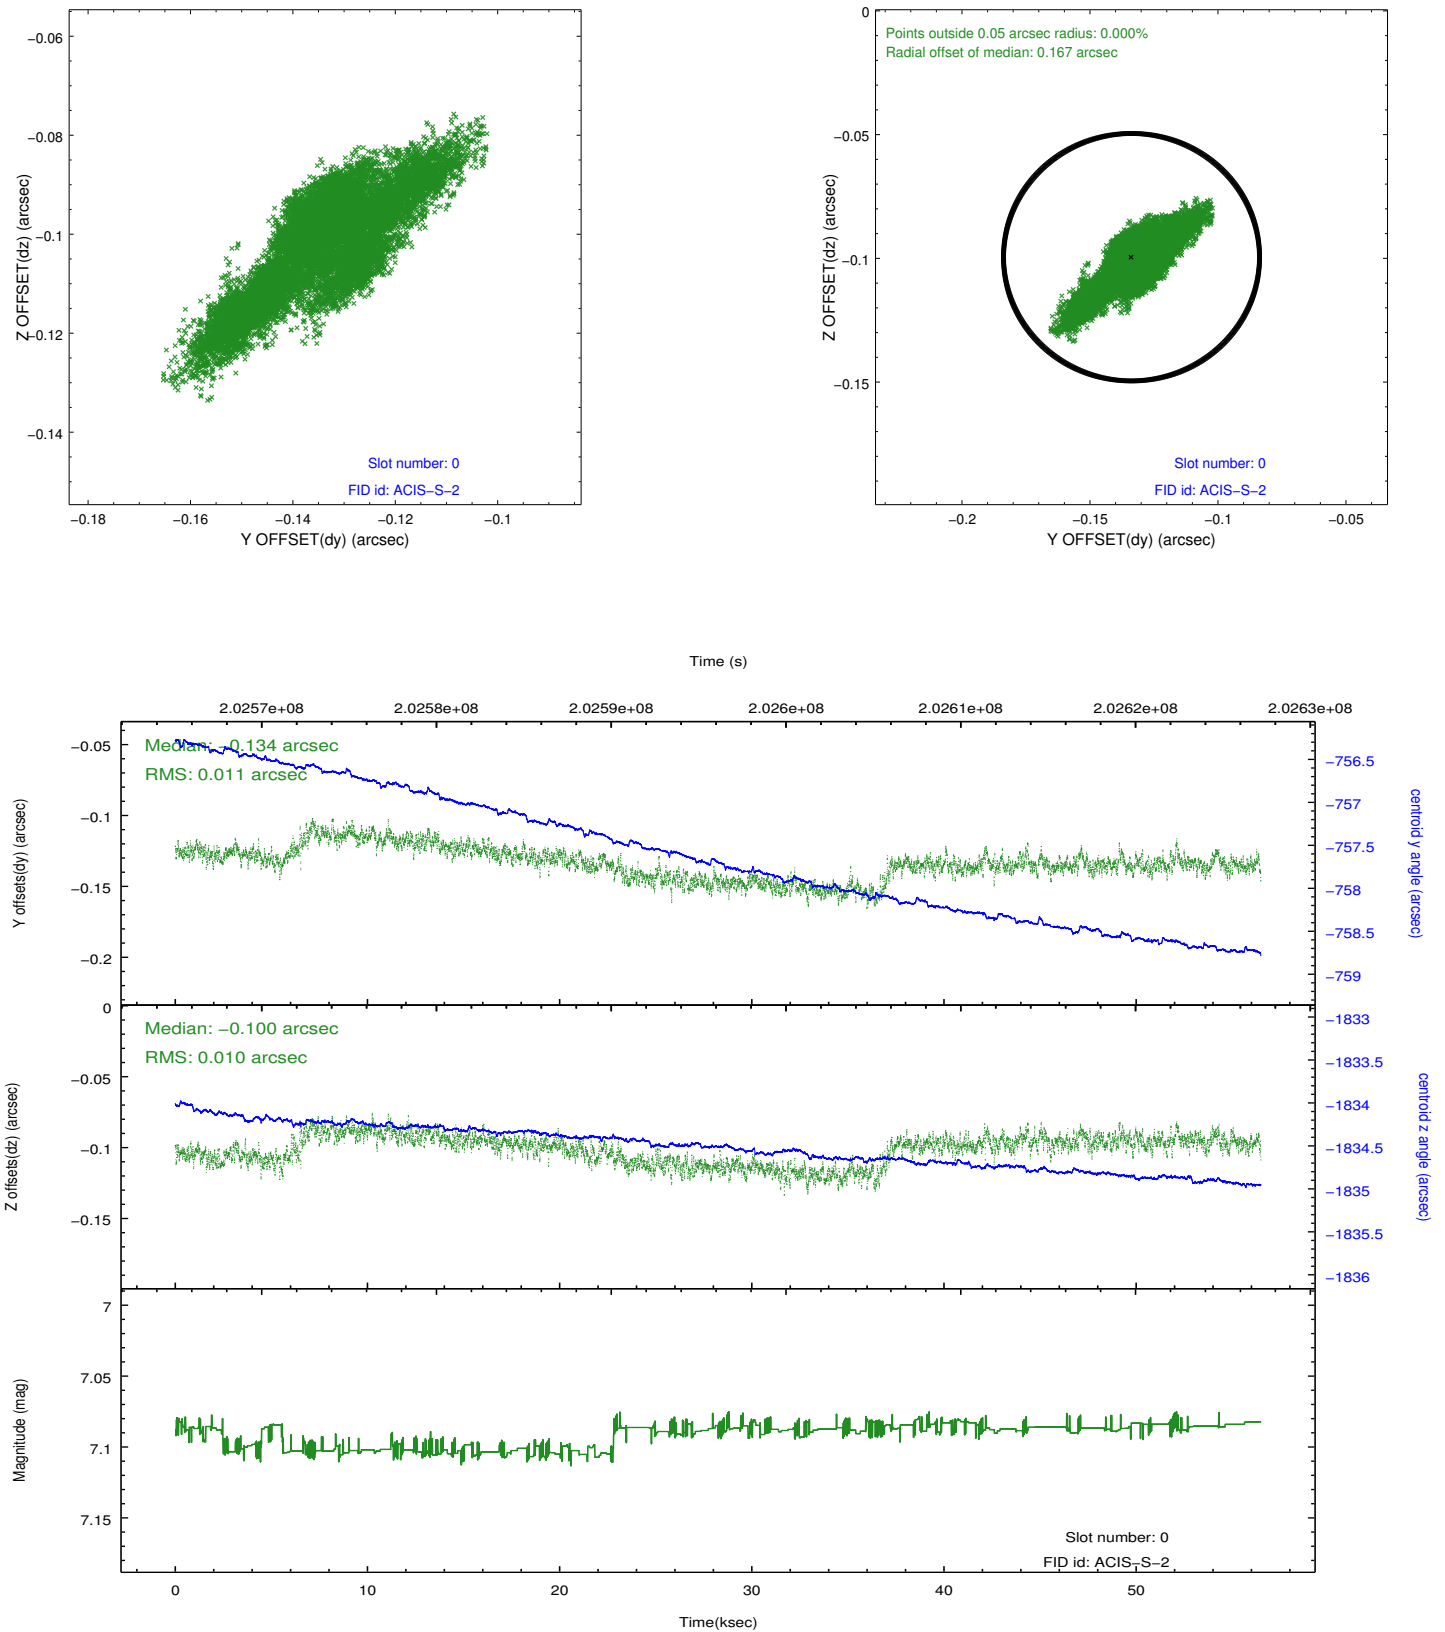 −0.06
−0.08
−0.1
−0.12
−0.14
Z OFFSET(dz) (arcsec)
Slot number: 0
FID id: ACIS−S−2
−0.18
−0.16
−0.14
−0.12
−0.1
Y OFFSET(dy) (arcsec)
0
−0.05
−0.1
−0.15
Z OFFSET(dz) (arcsec)
Points outside 0.05 arcsec radius: 0.000%
Radial offset of median: 0.167 arcsec
Slot number: 0
FID id: ACIS−S−2
−0.2
−0.15
−0.1
−0.05
Y OFFSET(dy) (arcsec)
Time (s)
2.0257e+08
2.0258e+08
2.0259e+08
2.026e+08
2.0261e+08
2.0262e+08
2.0263e+08
−0.05
−0.1
−0.15
−0.2
Y offsets(dy) (arcsec)
Median: −0.134 arcsec
RMS: 0.011 arcsec
−756.5
−757
−757.5
−758
−758.5
−759
centroid y angle (arcsec)
0
−0.05
−0.1
−0.15
Z offsets(dz) (arcsec)
Median: −0.100 arcsec
RMS: 0.010 arcsec
−1833
−1833.5
−1834
−1834.5
−1835
−1835.5
−1836
centroid z angle (arcsec)
7
7.05
7.1
7.15
Magnitude (mag)
Slot number: 0
FID id: ACIS−S−2
0
10
20
30
40
50
Time(ksec)